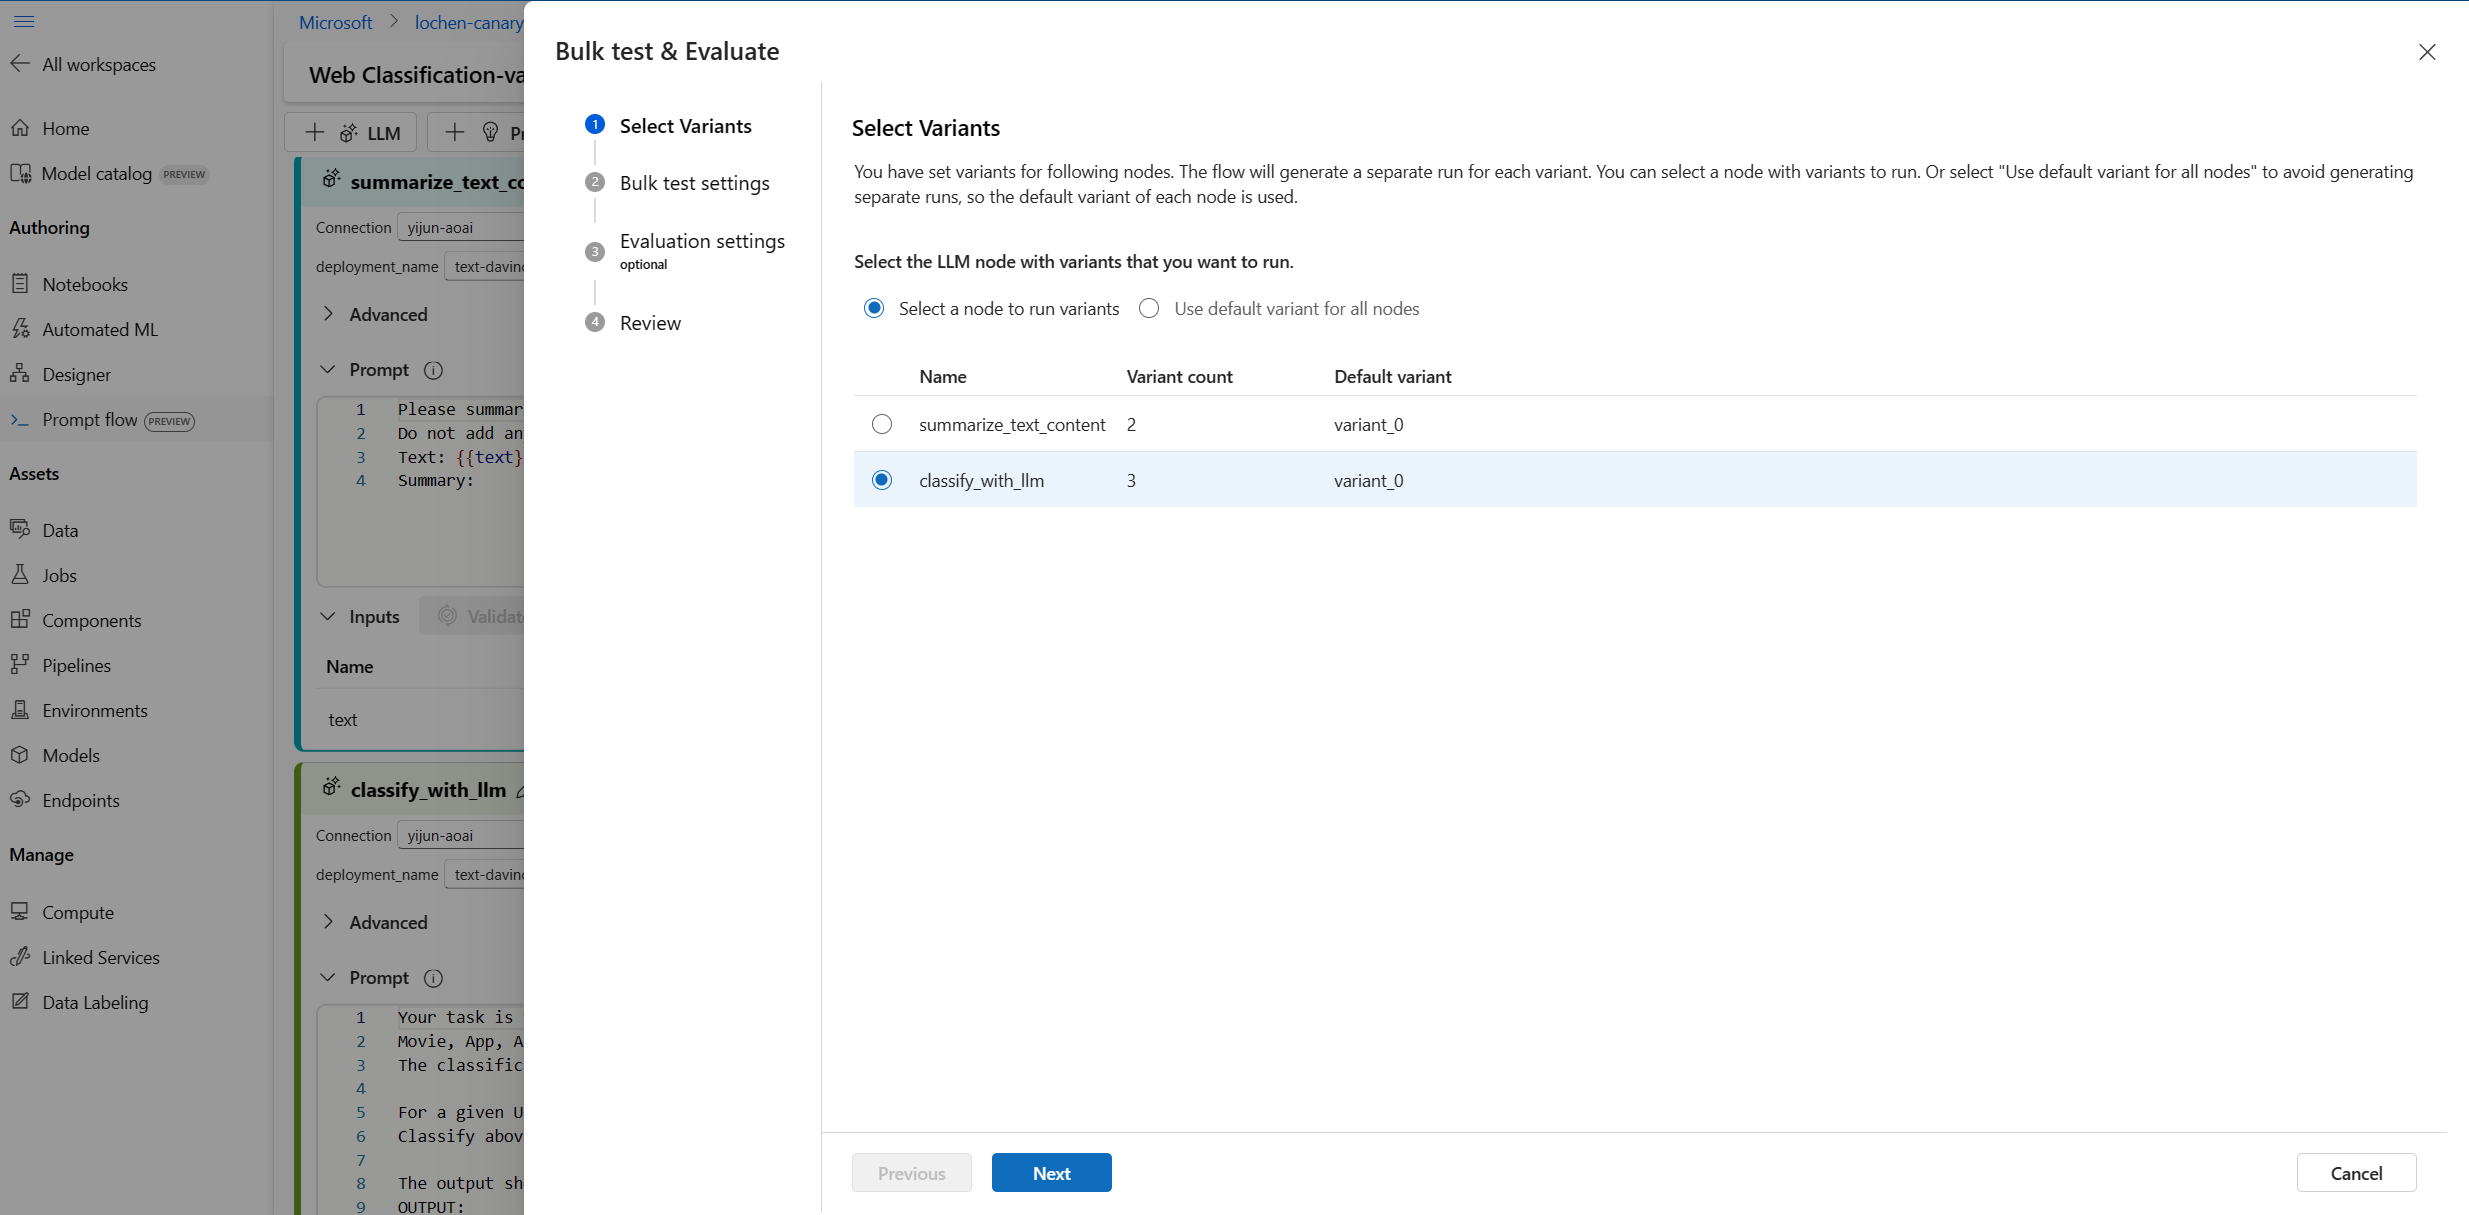 All workspaces
Home
Model catalog PREVIEW
Authoring
Notebooks
Automated ML
Designer
Prompt flow PREVIEW
Assets
Data
Jobs
Components
Pipelines
Environments
Models
Endpoints
Manage
Compute
Linked Services
Data Labeling
Microsoft > lochen-canary
Web Classification-va
LLM
Pr
summarize_text_co
Connection yijun-aoai
deployment_name text-davinc
Advanced
Prompt
1 Please summar
2 Do not add an
3 Text: {{text}
4 Summary:
Inputs Validat
Name
text
classify_with_llm
Connection yijun-aoai
deployment_name text-davinc
Advanced
Prompt
1 Your task is
2 Movie, App, A
3 The classific
4
5 For a given U
6 Classify abov
7
8 The output sh
9 OUTPUT:
Bulk test & Evaluate
1 Select Variants
2 Bulk test settings
3 Evaluation settings
optional
4 Review
Select Variants
You have set variants for following nodes. The flow will generate a separate run for each variant. You can select a node with variants to run. Or select "Use default variant for all nodes" to avoid generating
separate runs, so the default variant of each node is used.
Select the LLM node with variants that you want to run.
Select a node to run variants Use default variant for all nodes
Name Variant count Default variant
summarize_text_content 2 variant_0
classify_with_llm 3 variant_0
Previous Next Cancel